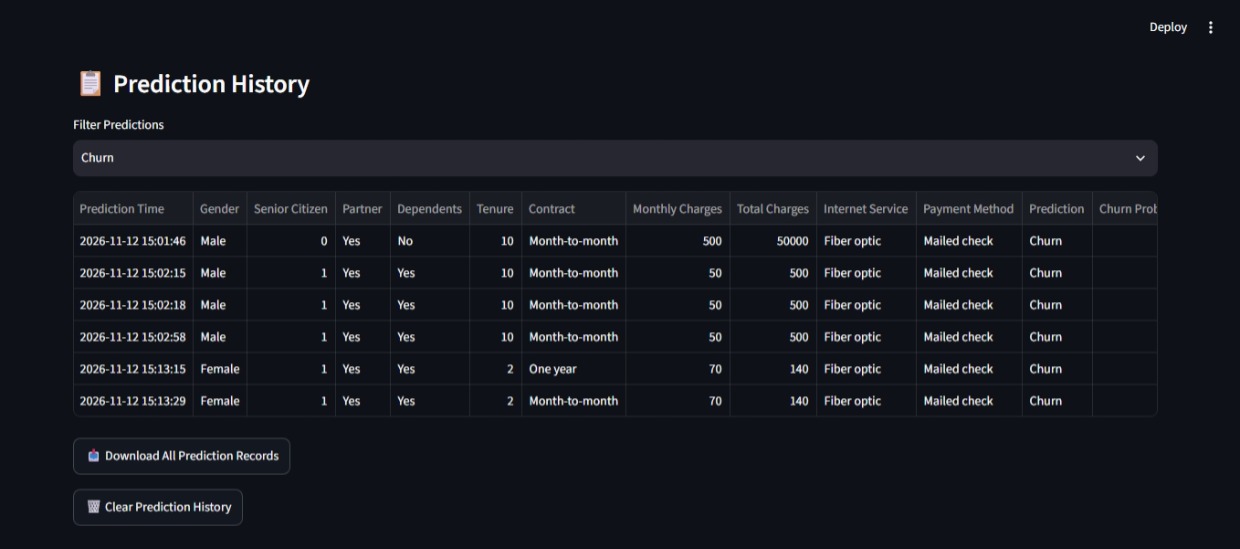 Deploy
Prediction History
Filter Predictions
Churn
Prediction Time Gender Senior Citizen Partner Dependents Tenure Contract Monthly Charges Total Charges Internet Service Payment Method Prediction Churn Prob
2026-11-12 15:01:46 Male 0 Yes No 10 Month-to-month 500 50000 Fiber optic Mailed check Churn
2026-11-12 15:02:15 Male 1 Yes Yes 10 Month-to-month 50 500 Fiber optic Mailed check Churn
2026-11-12 15:02:18 Male 1 Yes Yes 10 Month-to-month 50 500 Fiber optic Mailed check Churn
2026-11-12 15:02:58 Male 1 Yes Yes 10 Month-to-month 50 500 Fiber optic Mailed check Churn
2026-11-12 15:13:15 Female 1 Yes Yes 2 One year 70 140 Fiber optic Mailed check Churn
2026-11-12 15:13:29 Female 1 Yes Yes 2 Month-to-month 70 140 Fiber optic Mailed check Churn
Download All Prediction Records
Clear Prediction History